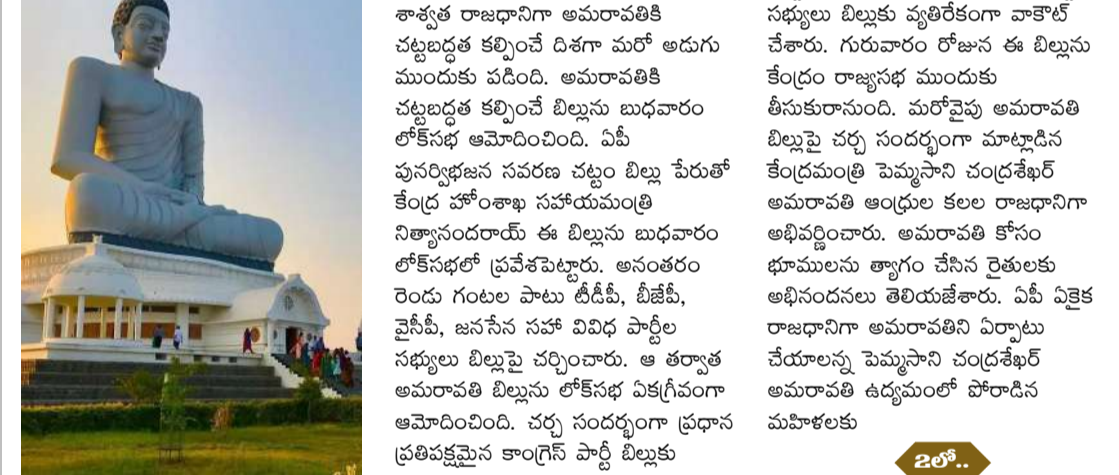 శాశ్వత రాజధానిగా అమరావతికి
చట్టబద్ధత కల్పించే దిశగా మరో అడుగు
ముందుకు పడింది. అమరావతికి
చట్టబద్ధత కల్పించే బిల్లును బుధవారం
లోక్‌సభ ఆమోదించింది. ఏపీ
పునర్విభజన సవరణ చట్టం బిల్లు పేరుతో
కేంద్ర హోంశాఖ సహాయమంత్రి
నిత్యానందరాయ్ ఈ బిల్లును బుధవారం
లోక్‌సభలో ప్రవేశపెట్టారు. అనంతరం
రెండు గంటల పాటు టీడీపీ, బీజేపీ,
వైసీపీ, జనసేన సహా వివిధ పార్టీల
సభ్యులు బిల్లుపై చర్చించారు. ఆ తర్వాత
అమరావతి బిల్లును లోక్‌సభ ఏకగ్రీవంగా
ఆమోదించింది. చర్చ సందర్భంగా ప్రధాన
ప్రతిపక్షమైన కాంగ్రెస్ పార్టీ బిల్లుకు
సభ్యులు బిల్లుకు వ్యతిరేకంగా వాకౌట్
చేశారు. గురువారం రోజున ఈ బిల్లును
కేంద్రం రాజ్యసభ ముందుకు
తీసుకురానుంది. మరోవైపు అమరావతి
బిల్లుపై చర్చ సందర్భంగా మాట్లాడిన
కేంద్రమంత్రి పెమ్మసాని చంద్రశేఖర్
అమరావతి ఆంధ్రుల కలల రాజధానిగా
అభివర్ణించారు. అమరావతి కోసం
భూములను త్యాగం చేసిన రైతులకు
అభినందనలు తెలియజేశారు. ఏపీ ఏకైక
రాజధానిగా అమరావతిని ఏర్పాటు
చేయాలన్న పెమ్మసాని చంద్రశేఖర్
అమరావతి ఉద్యమంలో పోరాడిన
మహిళలకు
2లో..